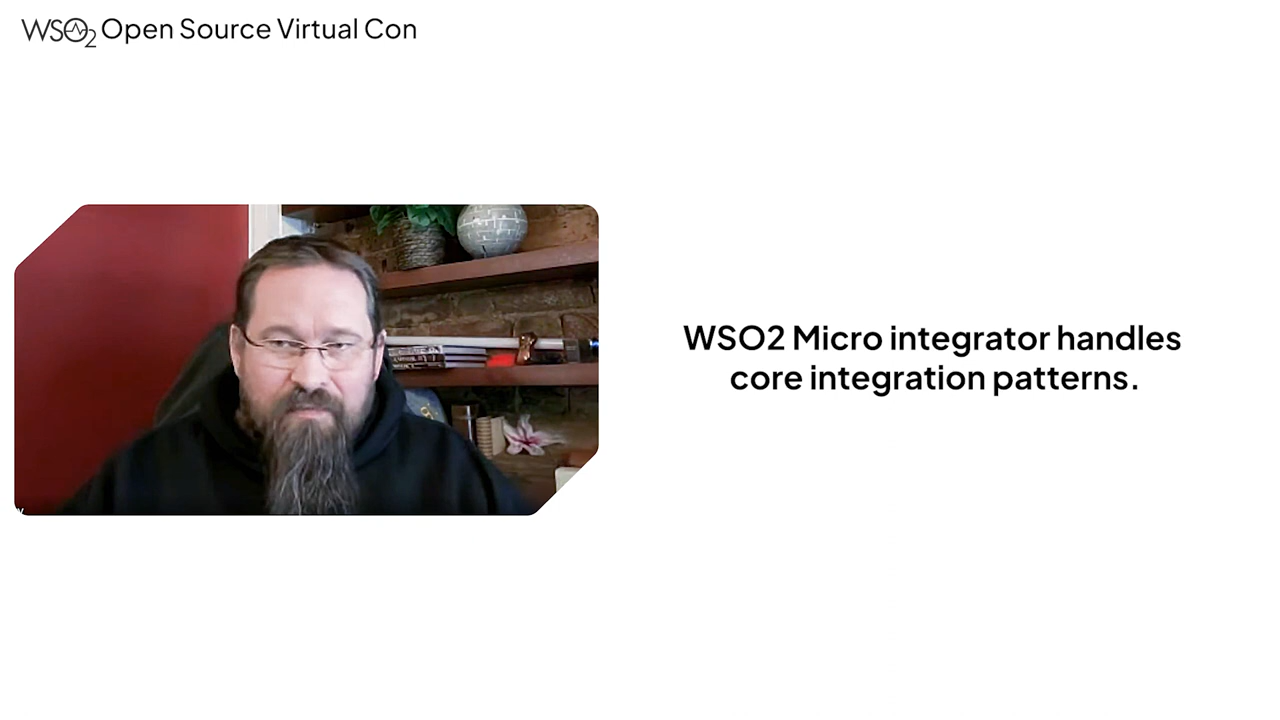 WSO2 Open Source Virtual Con
WSO2 Micro integrator handles
core integration patterns.